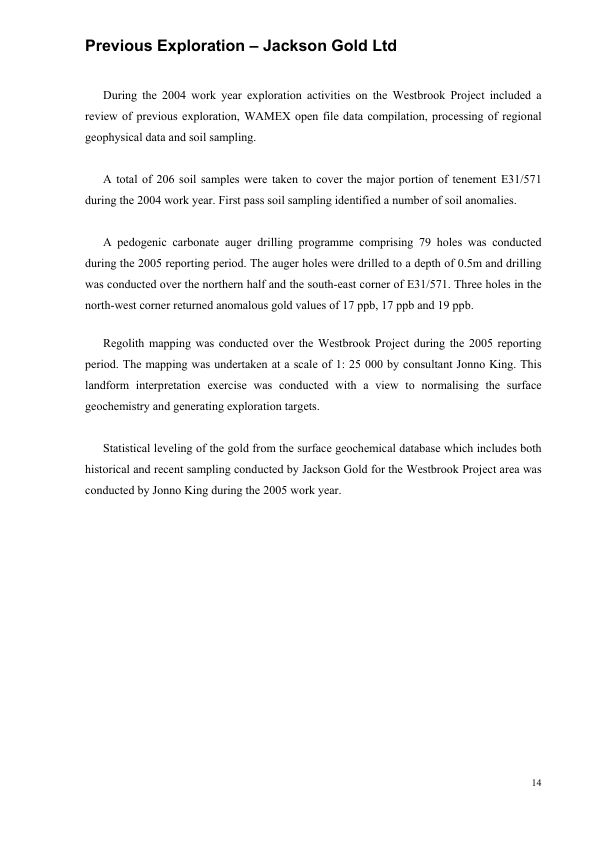 Previous Exploration – Jackson Gold Ltd
During the 2004 work year exploration activities on the Westbrook Project included a
review of previous exploration, WAMEX open file data compilation, processing of regional
geophysical data and soil sampling.
A total of 206 soil samples were taken to cover the major portion of tenement E31/571
during the 2004 work year. First pass soil sampling identified a number of soil anomalies.
A pedogenic carbonate auger drilling programme comprising 79 holes was conducted
during the 2005 reporting period. The auger holes were drilled to a depth of 0.5m and drilling
was conducted over the northern half and the south-east corner of E31/571. Three holes in the
north-west corner returned anomalous gold values of 17 ppb, 17 ppb and 19 ppb.
Regolith mapping was conducted over the Westbrook Project during the 2005 reporting
period. The mapping was undertaken at a scale of 1: 25 000 by consultant Jonno King. This
landform interpretation exercise was conducted with a view to normalising the surface
geochemistry and generating exploration targets.
Statistical leveling of the gold from the surface geochemical database which includes both
historical and recent sampling conducted by Jackson Gold for the Westbrook Project area was
conducted by Jonno King during the 2005 work year.
14